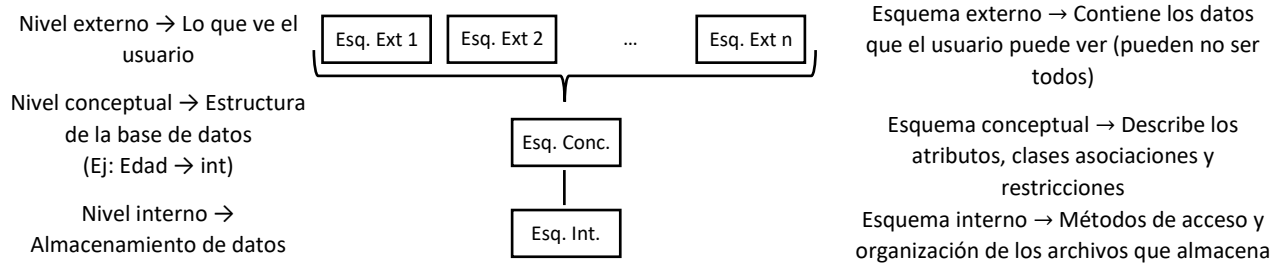 Nivel externo → Lo que ve el
usuario
Esq. Ext 1
Esq. Ext 2
...
Esq. Ext n
Esquema externo → Contiene los datos
que el usuario puede ver (pueden no ser
todos)
Nivel conceptual → Estructura
de la base de datos
(Ej: Edad → int)
Esq. Conc.
Esquema conceptual → Describe los
atributos, clases asociaciones y
restricciones
Nivel interno →
Almacenamiento de datos
Esq. Int.
Esquema interno → Métodos de acceso y
organización de los archivos que almacena